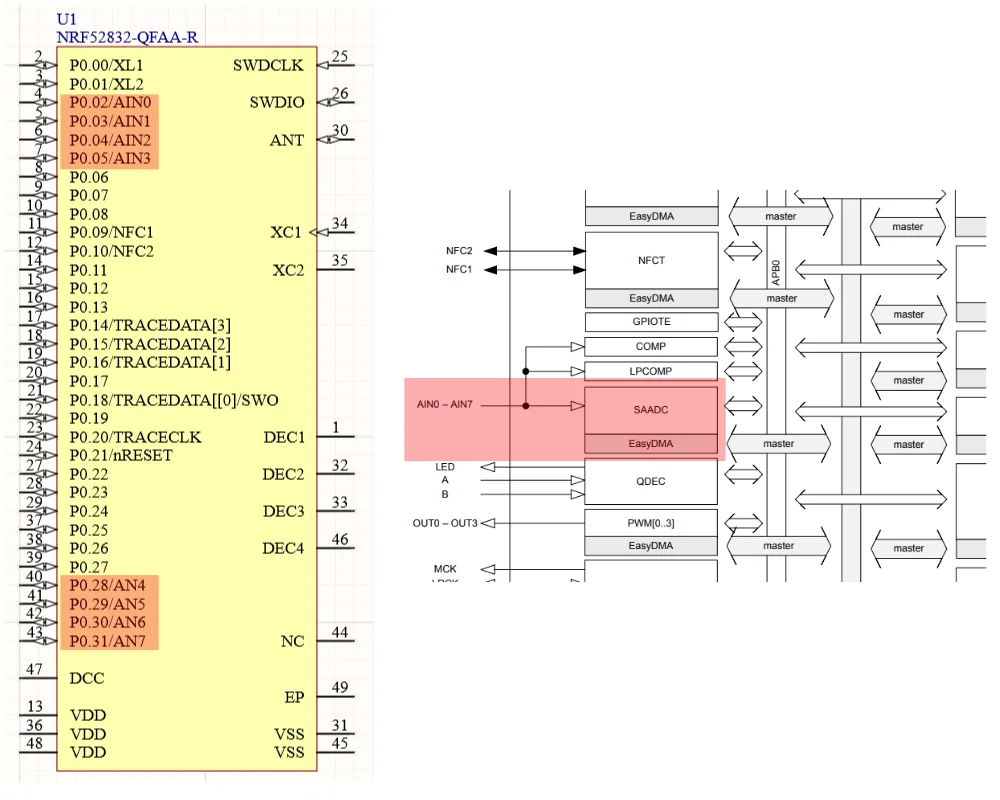 U1
NRF52832-QFAA-R
2 P0.00/XL1 SWDCLK 25
3 P0.01/XL2
4 P0.02/AIN0 SWDIO 26
5 P0.03/AIN1
6 P0.04/AIN2 ANT 30
7 P0.05/AIN3
8 P0.06
9 P0.07
10 P0.08
11 P0.09/NFC1 XC1 34
12 P0.10/NFC2
14 P0.11 XC2 35
15 P0.12
16 P0.13
17 P0.14/TRACEDATA[3]
18 P0.15/TRACEDATA[2]
19 P0.16/TRACEDATA[1]
20 P0.17
21 P0.18/TRACEDATA[[0]/SWO
22 P0.19
23 P0.20/TRACECLK DEC1 1
24 P0.21/nRESET
27 P0.22 DEC2 32
28 P0.23
29 P0.24 DEC3 33
37 P0.25
38 P0.26 DEC4 46
39 P0.27
40 P0.28/AN4
41 P0.29/AN5
42 P0.30/AN6
43 P0.31/AN7 NC 44
47 DCC
EP 49
13 VDD
36 VDD VSS 31
48 VDD VSS 45
EasyDMA master
master
NFC2
NFCT
NFC1
APB0
EasyDMA master
master
GPIOTE
COMP
LPCOMP
master
AIN0 – AIN7
SAADC
EasyDMA master master
LED
A QDEC
B
OUT0 – OUT3 PWM[0..3]
EasyDMA master master
MCK